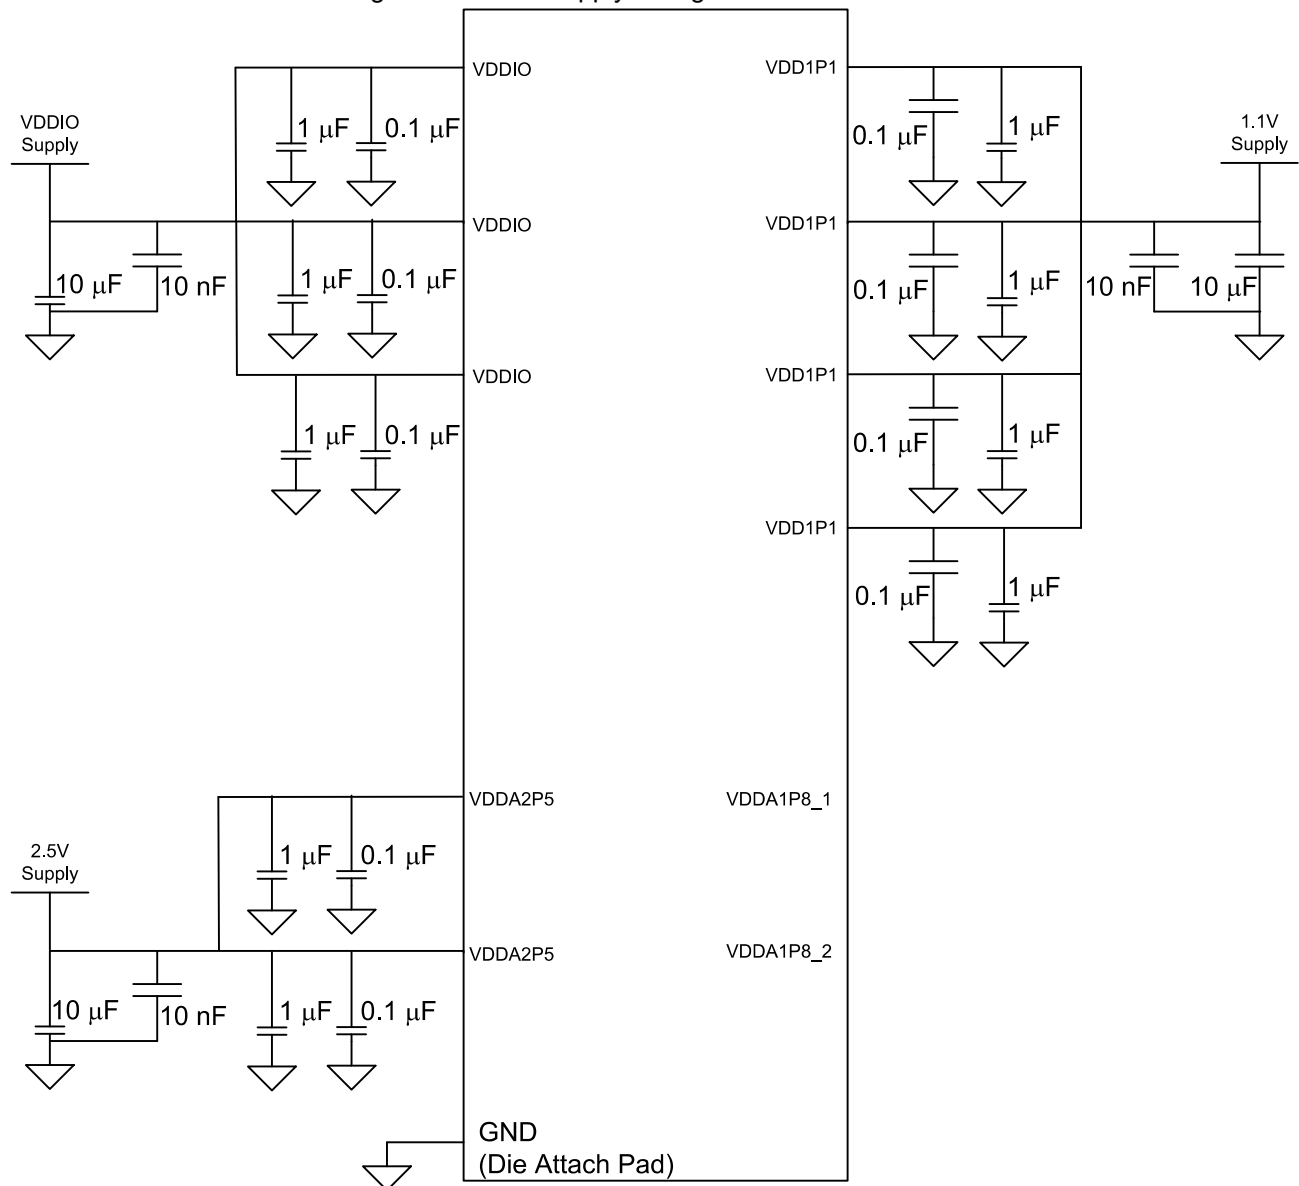 VDDIO
VDD1P1
1 μF
0.1 μF
0.1 μF
1 μF
VDDIO
Supply
1.1V
Supply
VDDIO
VDD1P1
10 μF
10 nF
1 μF
0.1 μF
0.1 μF
1 μF
10 nF
10 μF
VDDIO
VDD1P1
1 μF
0.1 μF
0.1 μF
1 μF
VDD1P1
0.1 μF
1 μF
VDDA2P5
VDDA1P8_1
2.5V
Supply
1 μF
0.1 μF
VDDA2P5
VDDA1P8_2
10 μF
10 nF
1 μF
0.1 μF
GND
(Die Attach Pad)